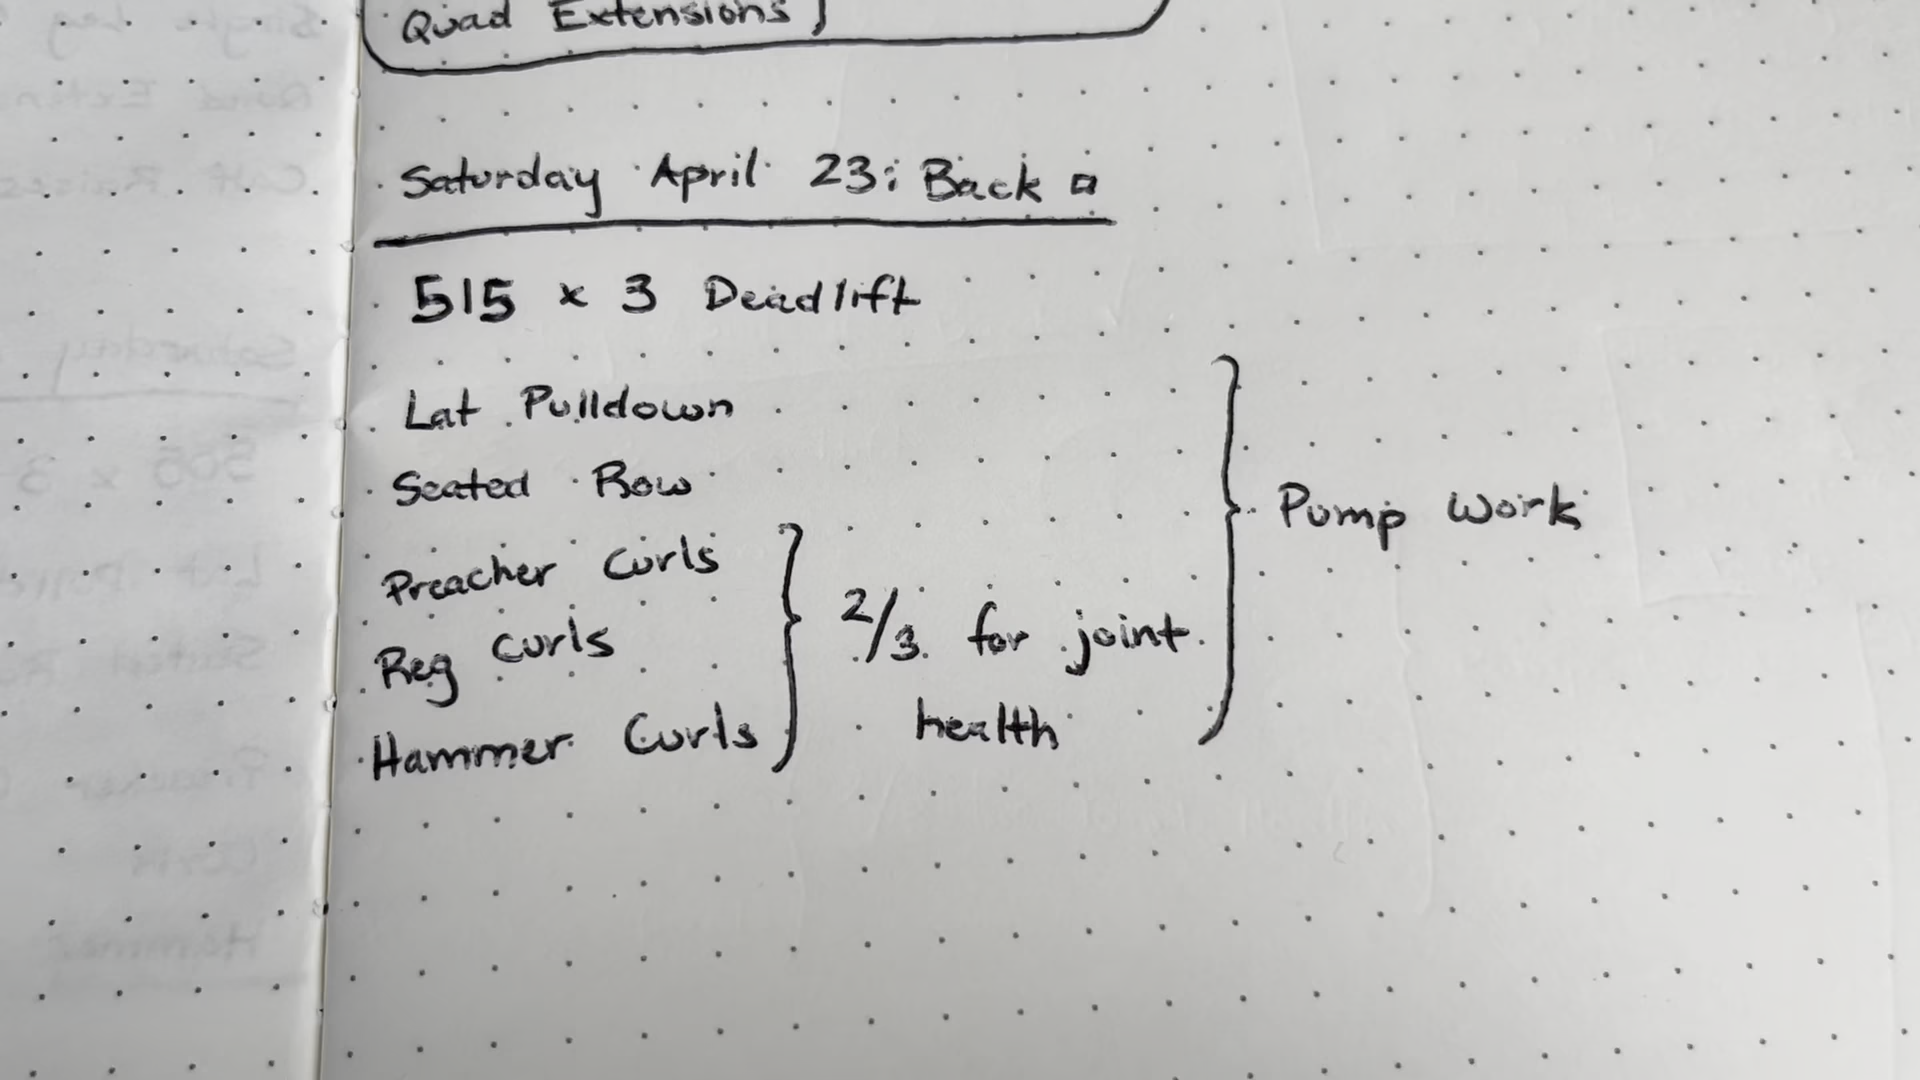 Quad Extensions
Saturday April 23: Back
515 x 3 Deadlift
Lat Pulldown
Seated Row
Preacher Curls
Reg curls
Hammer Curls
2/3 for joint
health
Pump Work